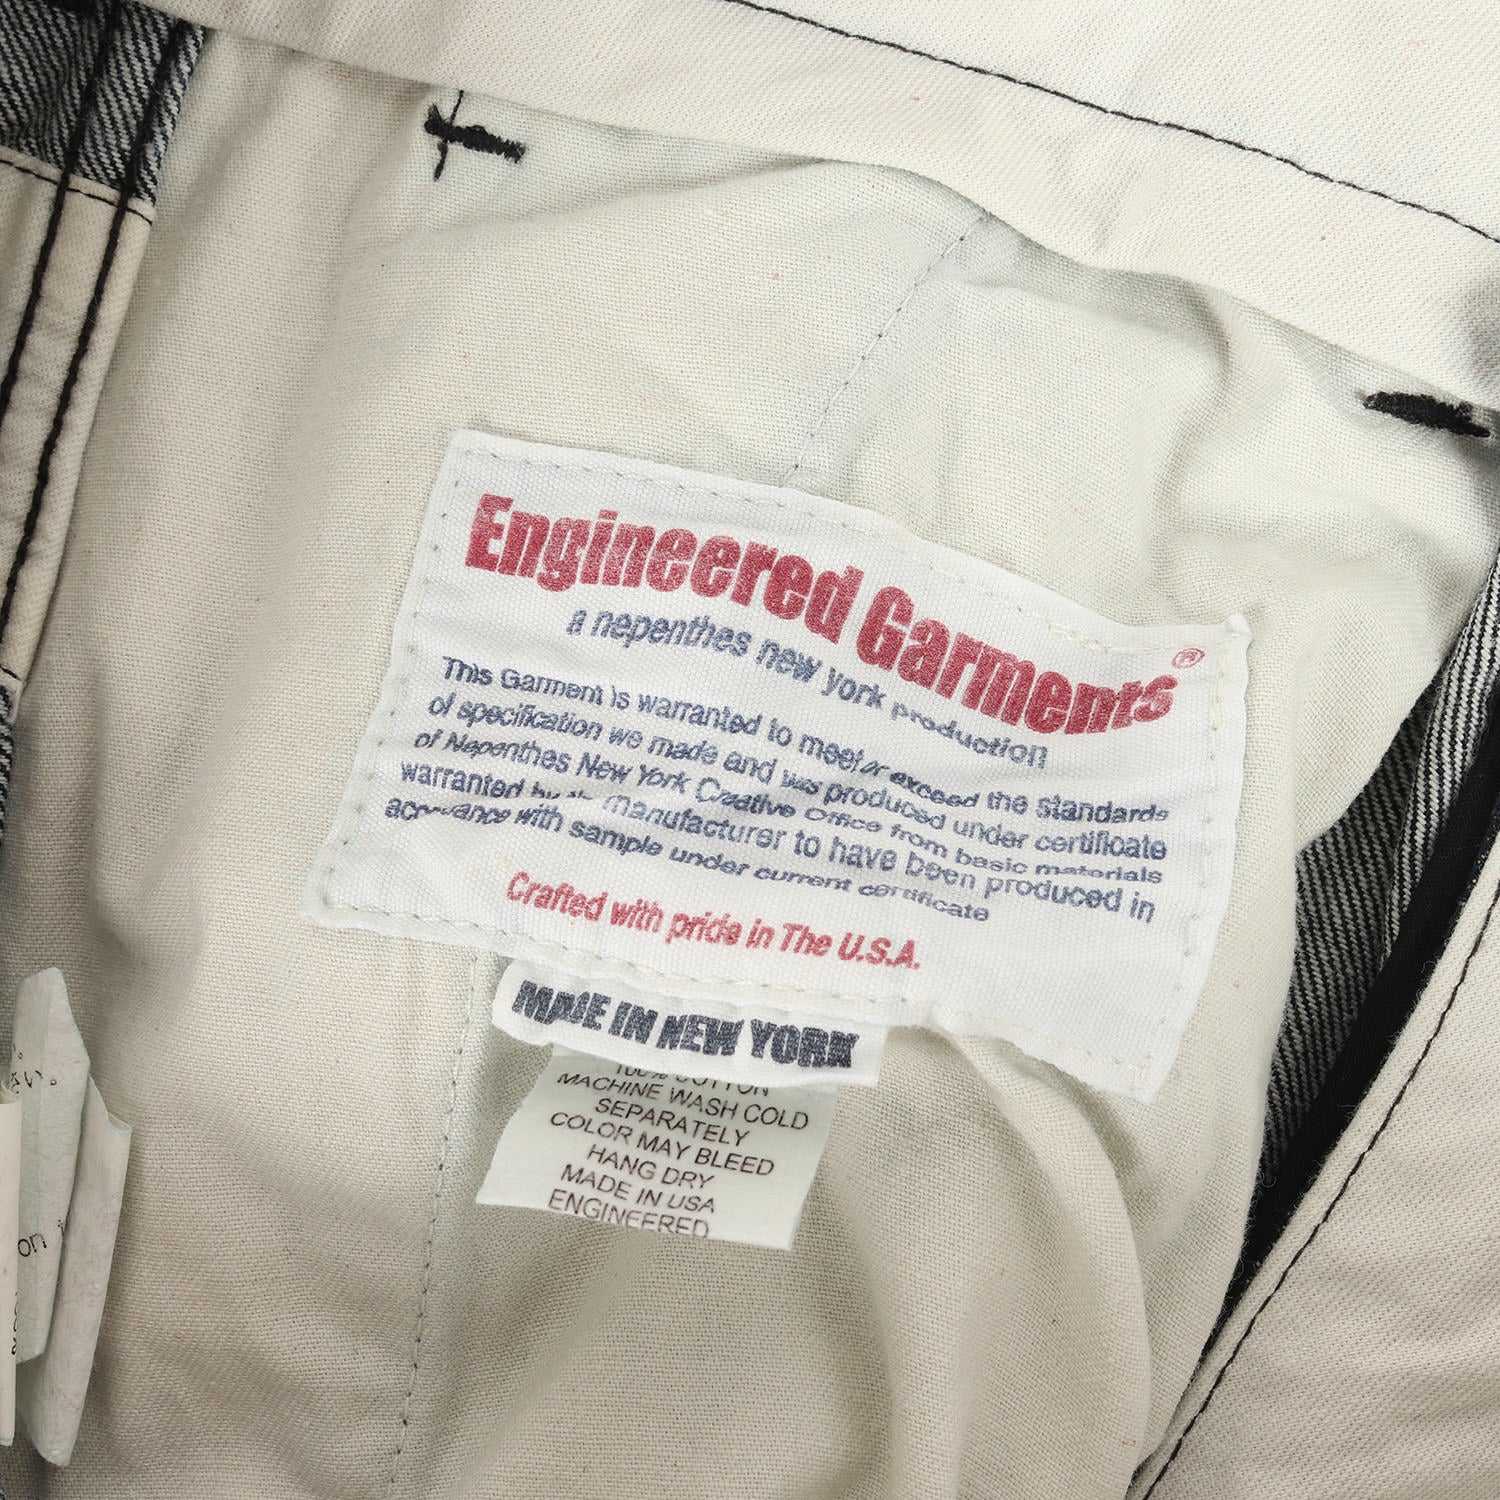 Engineered Garments®
a nepenthes new york production
This Garment is warranted to meet or exceed the standards
of specification we made and was produced under certificate
of Nepenthes New York Creative Office from basic materials
warranted by the manufacturer to have been produced in
accordance with sample under current certificate
Crafted with pride in The U.S.A.
MADE IN NEW YORK
100% COTTON
MACHINE WASH COLD
SEPARATELY
COLOR MAY BLEED
HANG DRY
MADE IN USA
ENGINEERED
on